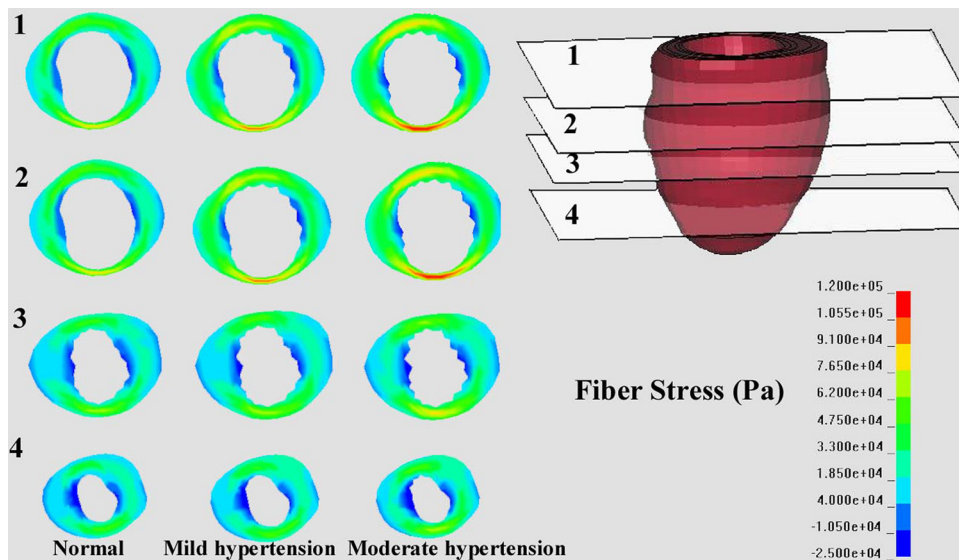 1
2
3
4
Normal
Mild hypertension
Moderate hypertension
1
2
3
4
Fiber Stress (Pa)
1.200e+05
1.055e+05
9.100e+04
7.650e+04
6.200e+04
4.750e+04
3.300e+04
1.850e+04
4.000e+04
-1.050e+04
-2.500e+04